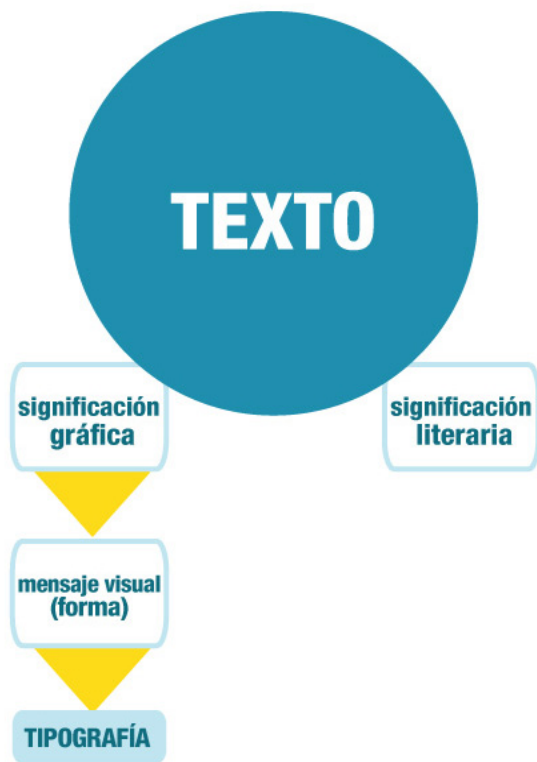 TEXTO
significación
gráfica
significación
literaria
mensaje visual
(forma)
TIPOGRAFÍA